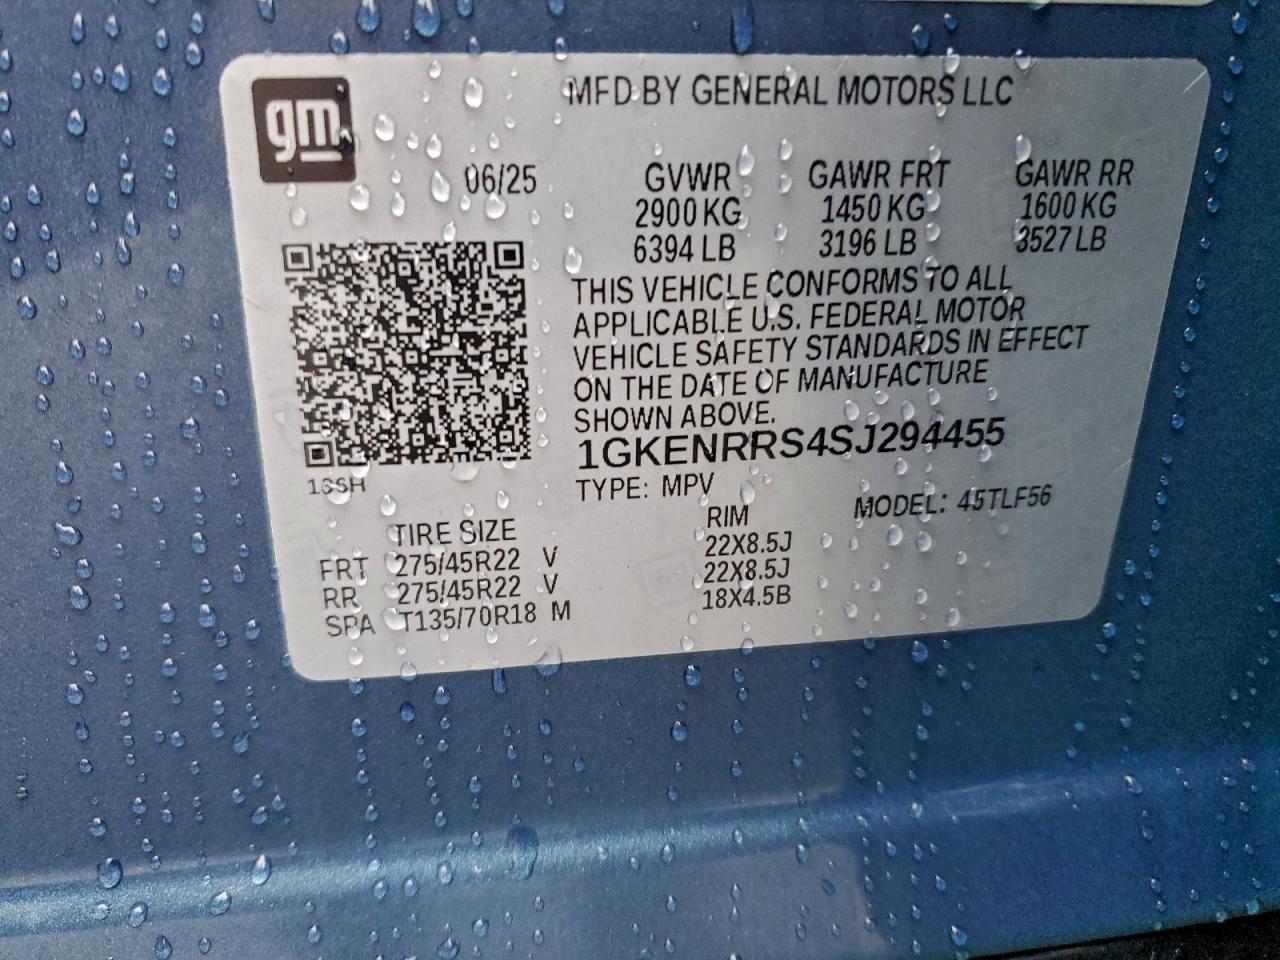 gm
MFD BY GENERAL MOTORS LLC
06/25 GVWR GAWR FRT GAWR RR
2900 KG 1450 KG 1600 KG
6394 LB 3196 LB 3527 LB
THIS VEHICLE CONFORMS TO ALL
APPLICABLE U.S. FEDERAL MOTOR
VEHICLE SAFETY STANDARDS IN EFFECT
ON THE DATE OF MANUFACTURE
SHOWN ABOVE.
1GKENRRS4SJ294455
TYPE: MPV MODEL: 45TLF56
TIRE SIZE RIM
FRT 275/45R22 V 22X8.5J
RR 275/45R22 V 22X8.5J
SPA T135/70R18 M 18X4.5B